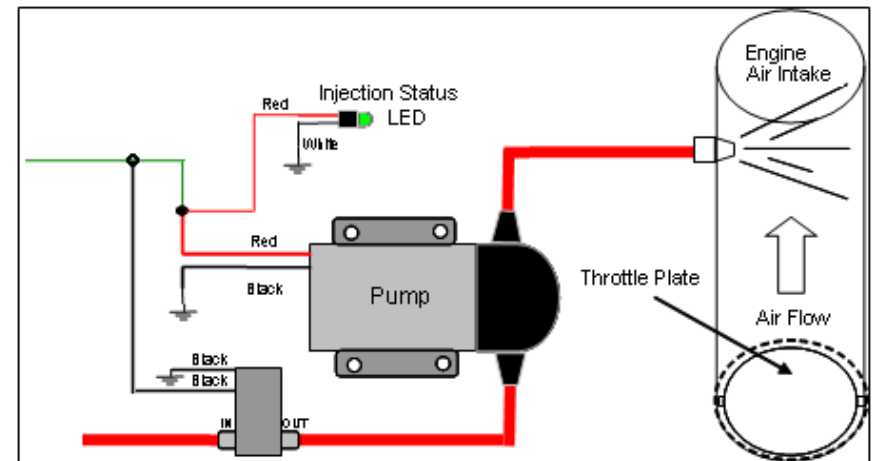 Engine
Air Intake
Injection Status
LED
Red
White
Red
Black
Pump
Throttle Plate
Air Flow
Black
Black
IN
OUT